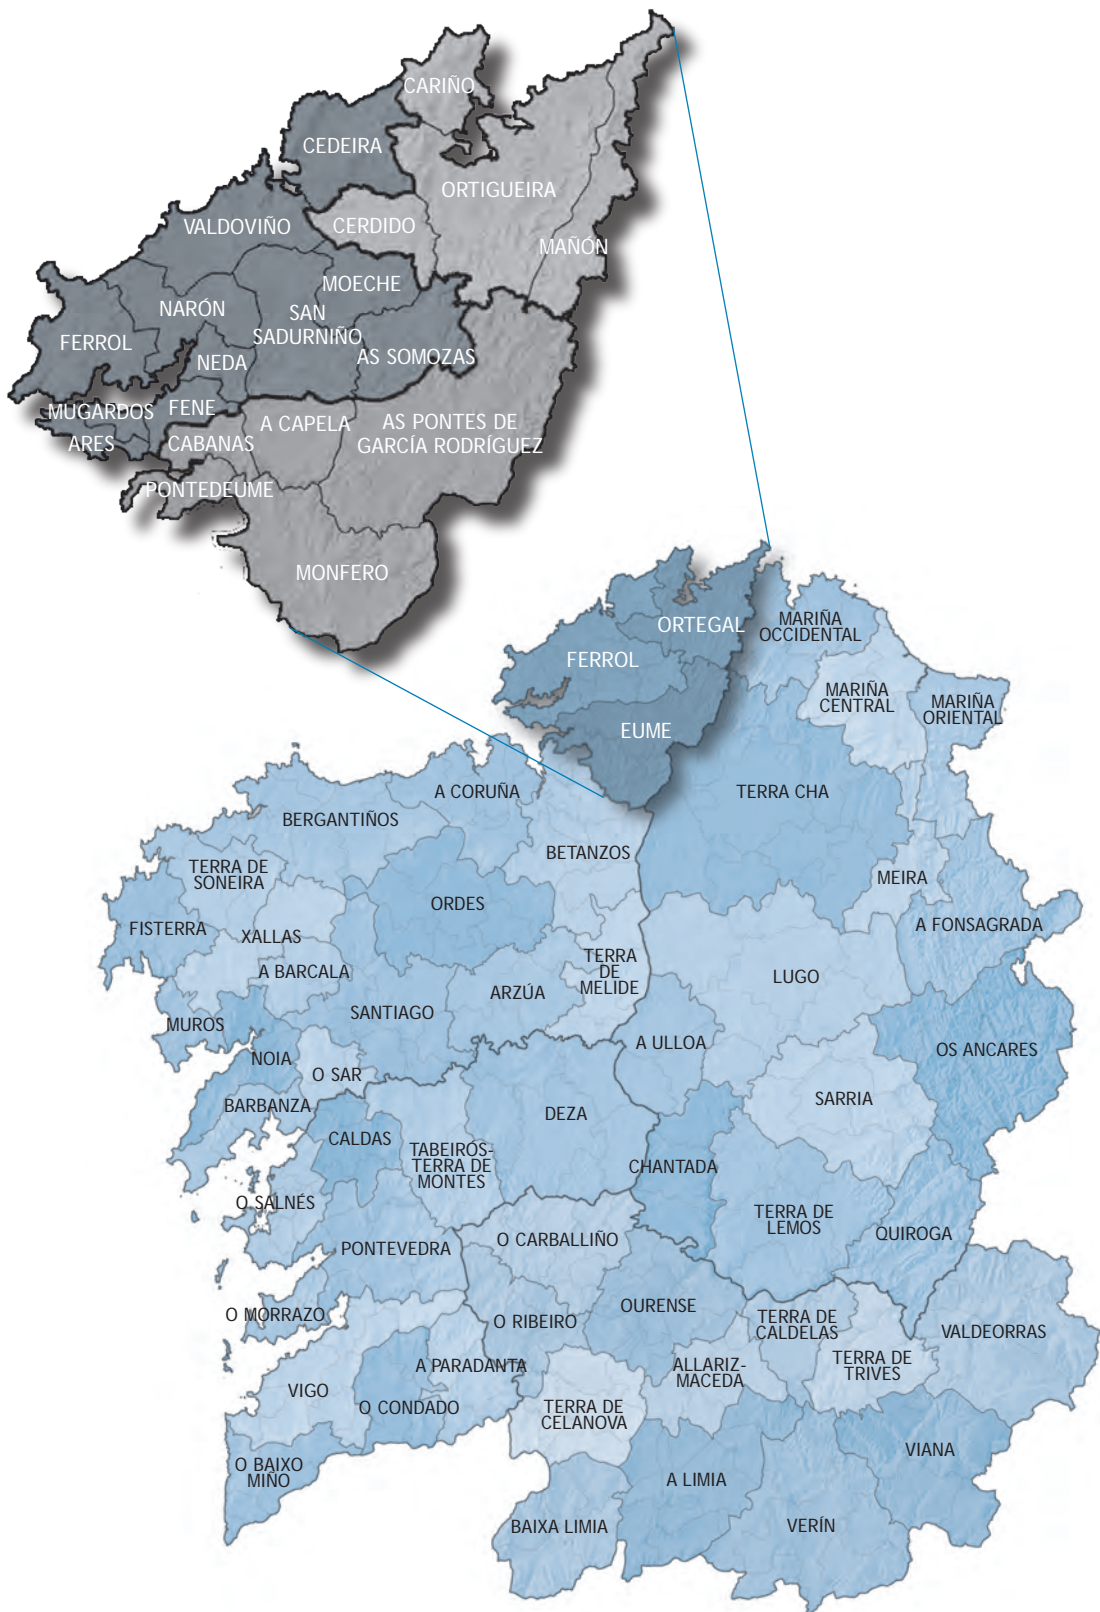 CARIÑO
CEDEIRA
ORTIGUEIRA
CERDIDO
VALDOVIÑO
MAÑÓN
MOECHE
NARÓN
SAN
SADURNIÑO
FERROL
AS SOMOZAS
NEDA
MUGARDOS
FENE
ARES
CABANAS
A CAPELA
AS PONTES DE
GARCÍA RODRÍGUEZ
PONTEDEUME
MONFERO
ORTEGAL
MARIÑA
OCCIDENTAL
FERROL
MARIÑA
CENTRAL
MARIÑA
ORIENTAL
EUME
A CORUÑA
TERRA CHA
BERGANTIÑOS
BETANZOS
TERRA DE
SONEIRA
MEIRA
ORDES
FISTERRA
XALLAS
A FONSAGRADA
A BARCALA
TERRA
DE
MELIDE
LUGO
ARZÚA
SANTIAGO
MUROS
NOIA
A ULLOA
OS ANCARES
O SAR
BARBANZA
SARRIA
DEZA
CALDAS
TABEIRÓS-
TERRA DE
MONTES
CHANTADA
O SALNÉS
TERRA DE
LEMOS
QUIROGA
PONTEVEDRA
O CARBALLIÑO
O MORRAZO
O RIBEIRO
OURENSE
TERRA DE
CALDELAS
VALDEORRAS
A PARADANTA
ALLARIZ-
MACEDA
TERRA DE
TRIVES
VIGO
O CONDADO
TERRA DE
CELANOVA
VIANA
O BAIXO
MIÑO
A LIMIA
BAIXA LIMIA
VERÍN